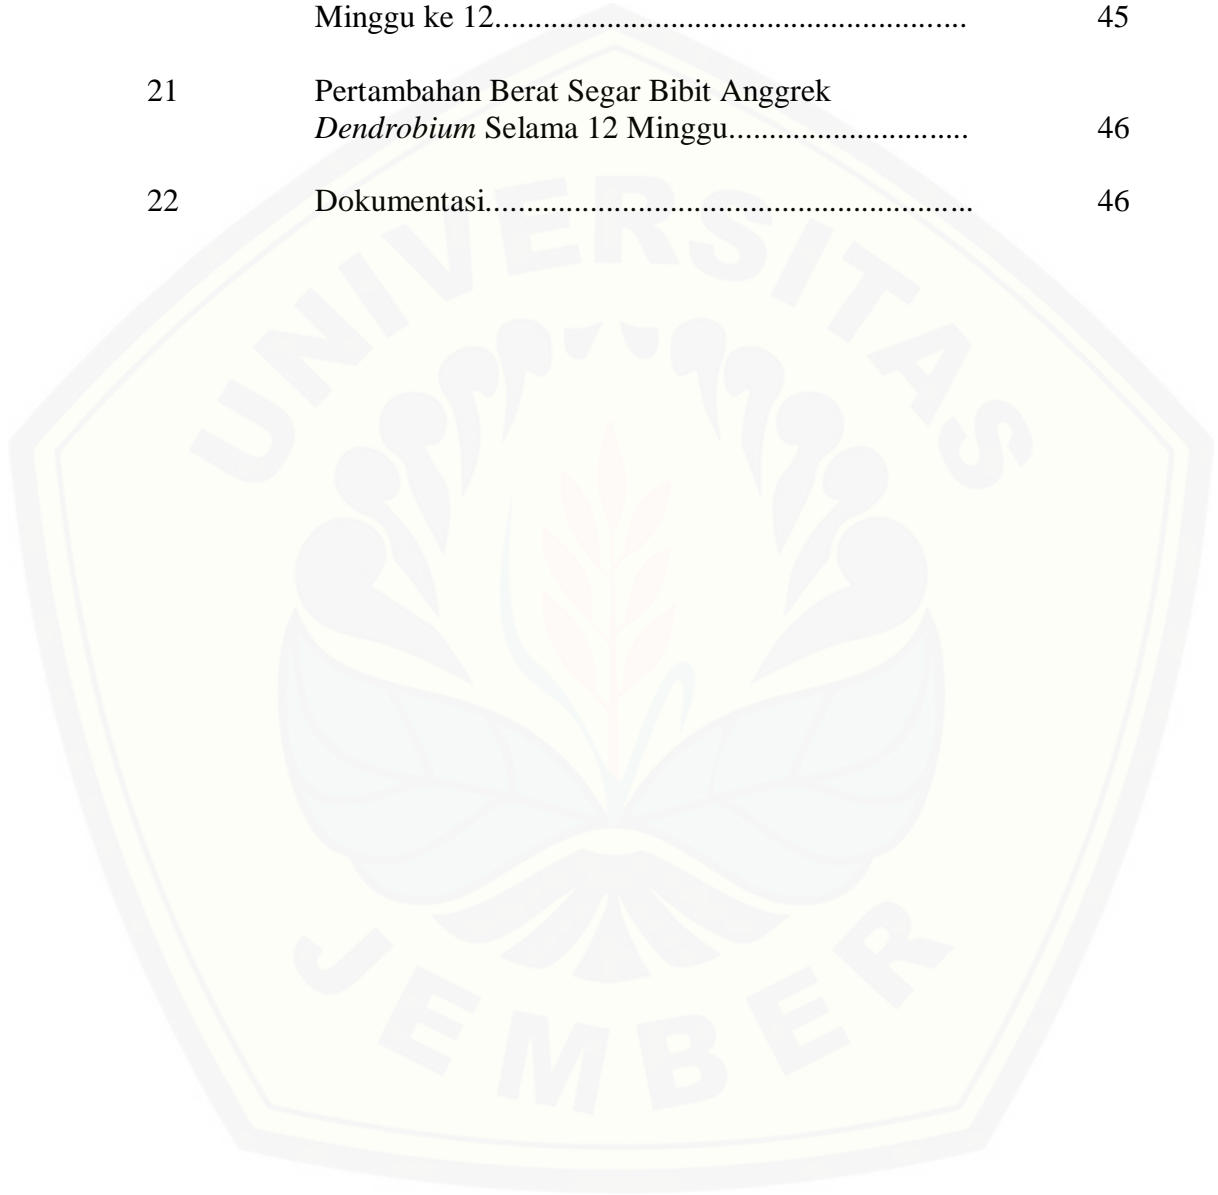 Minggu ke 12......................................................... 45
21 Pertambahan Berat Segar Bibit Anggrek
Dendrobium Selama 12 Minggu............................. 46
22 Dokumentasi........................................................... 46
UNIVERSITAS
JEMBER